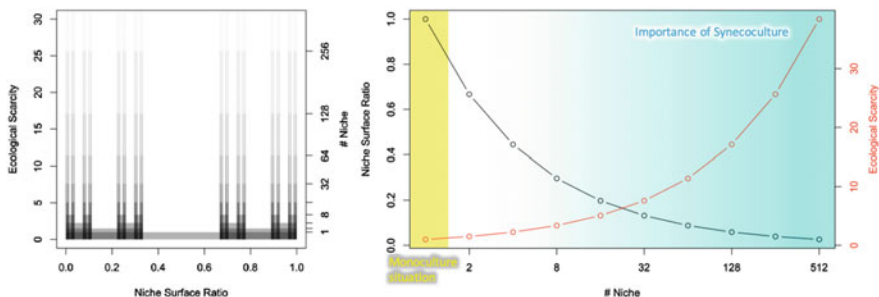 Ecological Scarcity
30
25
20
15
10
5
0
256
128
64
32
8
1
# Niche
0.0 0.2 0.4 0.6 0.8 1.0
Niche Surface Ratio
Niche Surface Ratio
1.0
0.8
0.6
0.4
0.2
0.0
Importance of Synecoculture
30
20
10
0
Ecological Scarcity
Monoculture
situation
2 8 32 128 512
# Niche